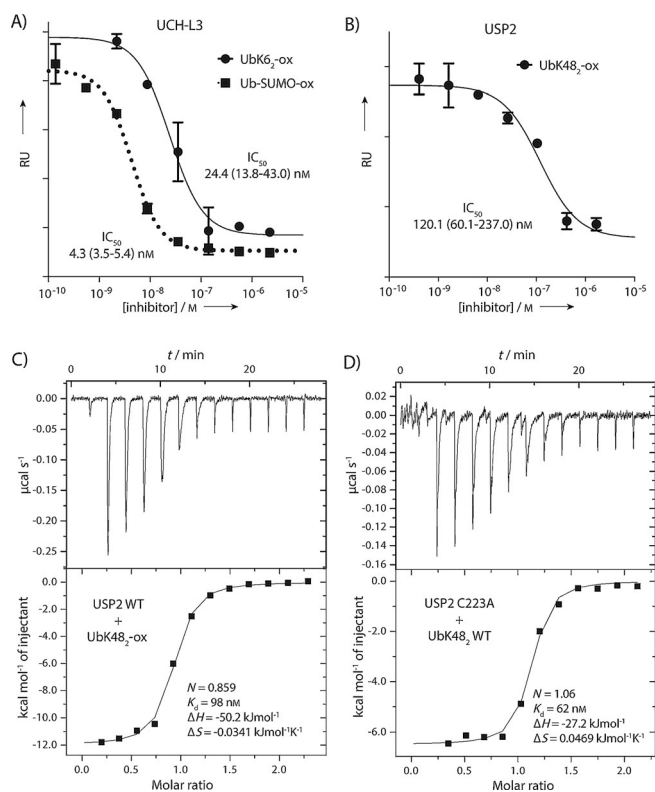 A)
UCH-L3
UbK6₂-ox
Ub-SUMO-ox
RU
IC₅₀
24.4 (13.8-43.0) nM
IC₅₀
4.3 (3.5-5.4) nM
10⁻¹⁰ 10⁻⁹ 10⁻⁸ 10⁻⁷ 10⁻⁶ 10⁻⁵
[inhibitor] / M
B)
USP2
UbK48₂-ox
RU
IC₅₀
120.1 (60.1-237.0) nM
10⁻¹⁰ 10⁻⁹ 10⁻⁸ 10⁻⁷ 10⁻⁶ 10⁻⁵
[inhibitor] / M
C)
t / min
0 10 20
0.00
-0.05
-0.10
-0.15
-0.20
-0.25
μcal s⁻¹
0.0
-2.0
-4.0
-6.0
-8.0
-10.0
-12.0
kcal mol⁻¹ of injectant
USP2 WT
+
UbK48₂-ox
N = 0.859
Kd = 98 nM
ΔH = -50.2 kJmol⁻¹
ΔS = -0.0341 kJmol⁻¹K⁻¹
0.0 0.5 1.0 1.5 2.0
Molar ratio
D)
t / min
0 10 20
0.02
0.00
-0.02
-0.04
-0.06
-0.08
-0.10
-0.12
-0.14
-0.16
μcal s⁻¹
0.0
-2.0
-4.0
-6.0
kcal mol⁻¹ of injectant
USP2 C223A
+
UbK48₂ WT
N = 1.06
Kd = 62 nM
ΔH = -27.2 kJmol⁻¹
ΔS = 0.0469 kJmol⁻¹K⁻¹
0.0 0.5 1.0 1.5 2.0
Molar ratio